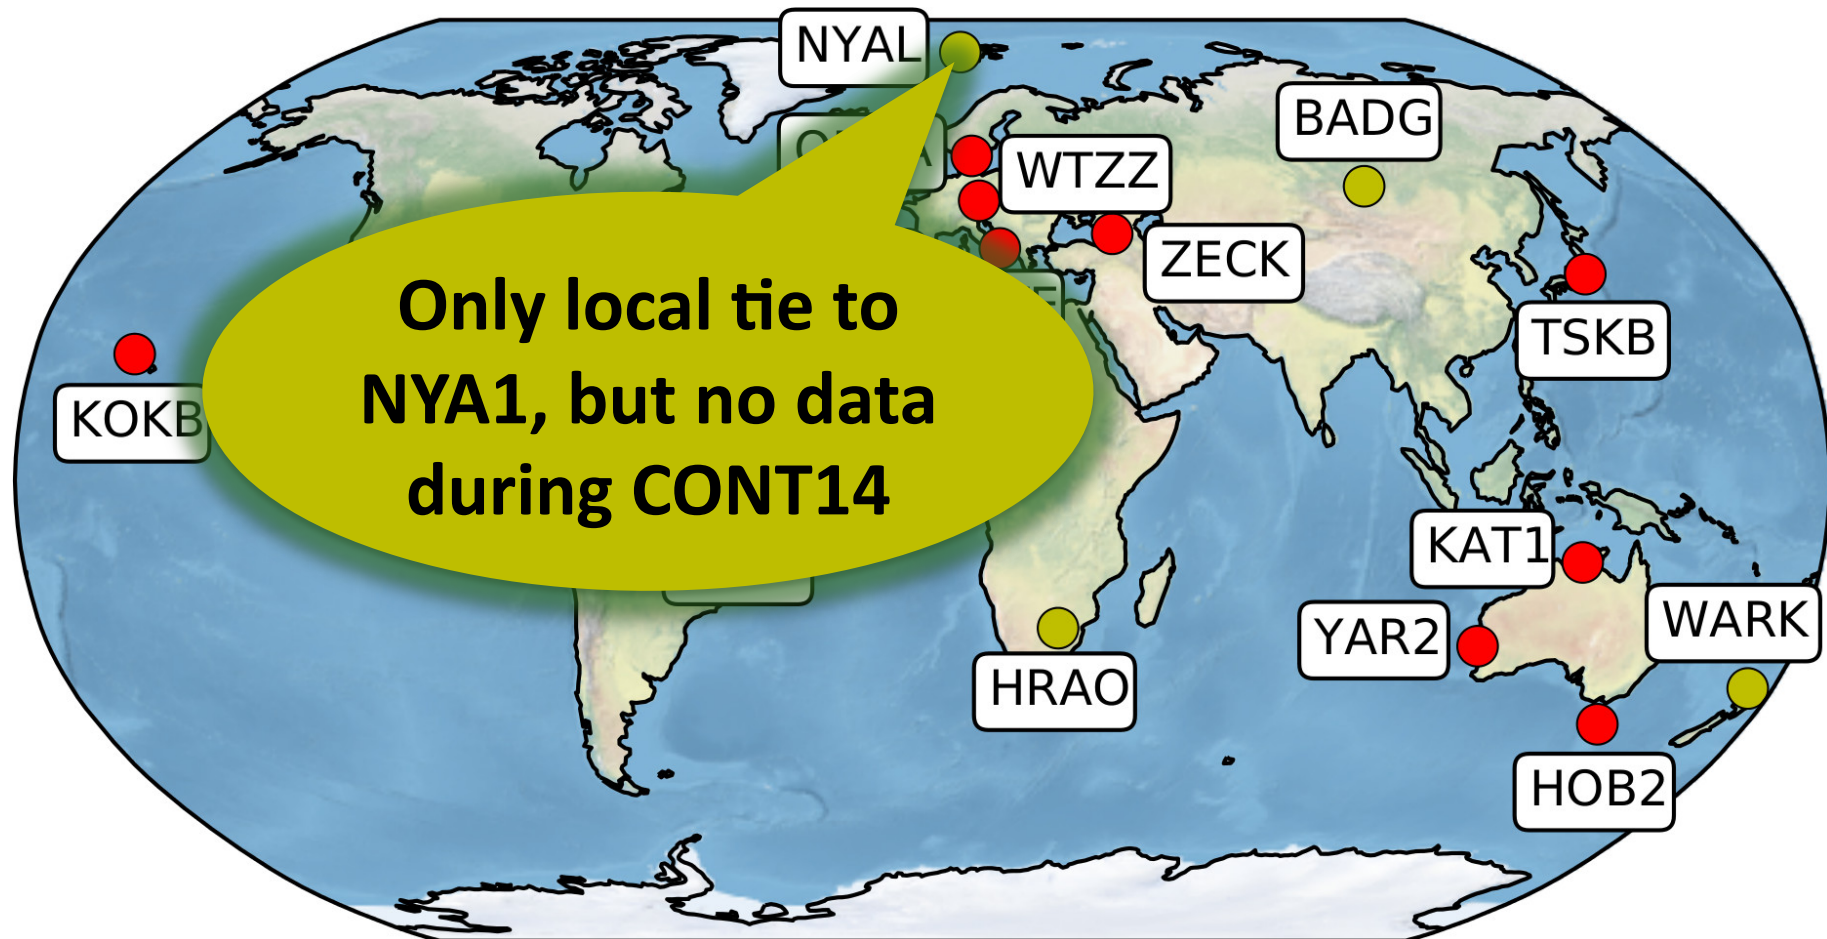 NYAL
BADG
WTZZ
ZECK
TSKB
KOKB
Only local tie to
NYA1, but no data
during CONT14
KAT1
WARK
YAR2
HRAO
HOB2